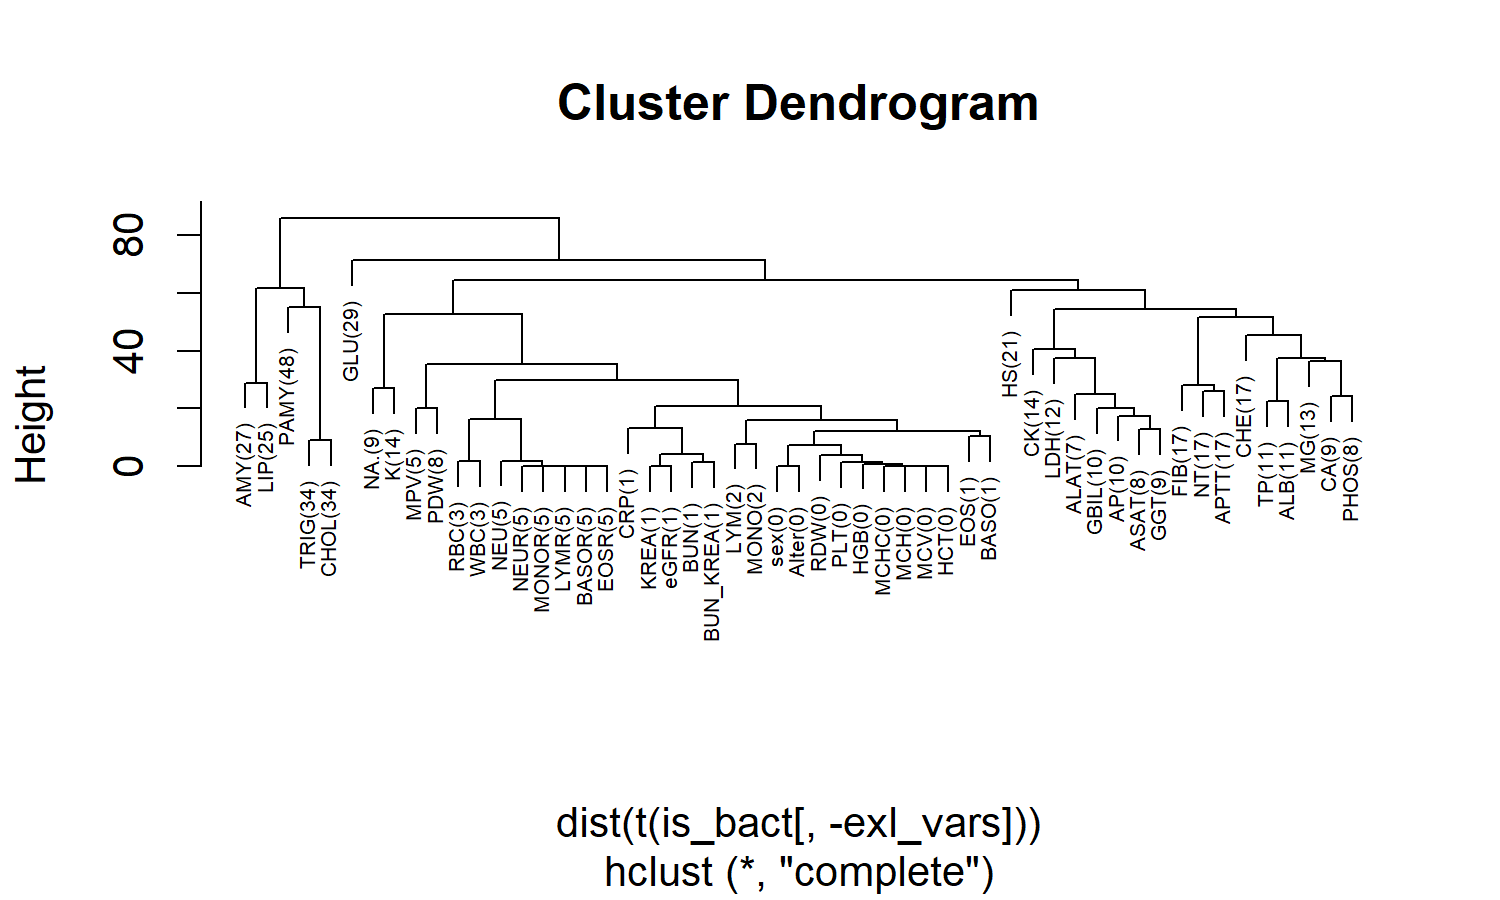 Cluster Dendrogram
Height
0
40
80
AMY(27)
LIP(25)
PAMY(48)
TRIG(34)
CHOL(34)
GLU(29)
NA.(9)
K(14)
MPV(5)
PDW(8)
RBC(3)
WBC(3)
NEU(5)
NEUR(5)
MONOR(5)
LYMR(5)
BASOR(5)
EOSR(5)
CRP(1)
KREA(1)
eGFR(1)
BUN(1)
BUN_KREA(1)
LYM(2)
MONO(2)
sex(0)
Alter(0)
RDW(0)
PLT(0)
HGB(0)
MCHC(0)
MCH(0)
MCV(0)
HCT(0)
EOS(1)
BASO(1)
HS(21)
CK(14)
LDH(12)
ALAT(7)
GBIL(10)
AP(10)
ASAT(8)
GGT(9)
FIB(17)
NT(17)
APTT(17)
CHE(17)
TP(11)
ALB(11)
MG(13)
CA(9)
PHOS(8)
dist(t(is_bact[, -exl_vars]))
hclust (*, "complete")